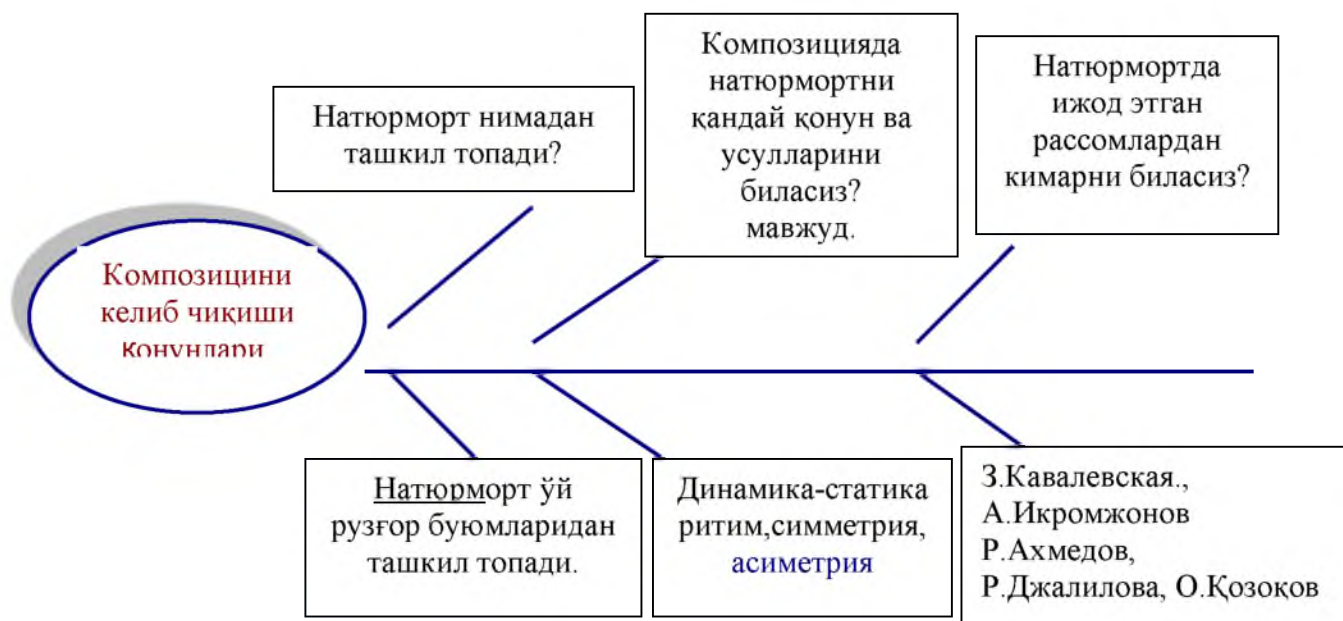 Натюрморт нимадан
ташкил топади?
Композицияда
натюрмортни
қандай қонун ва
усулларини
биласиз?
мавжуд.
Натюрмортда
ижод этган
рассомлардан
кимарни биласиз?
Композицини
келиб чиқиши
қонунлари
Натюрморт ўй
рузғор буюмларидан
ташкил топади.
Динамика-статика
ритим,симметрия,
асиметрия
З.Кавалевская.,
А.Икромжонов
Р.Ахмедов,
Р.Джалилова, О.Қозоқов